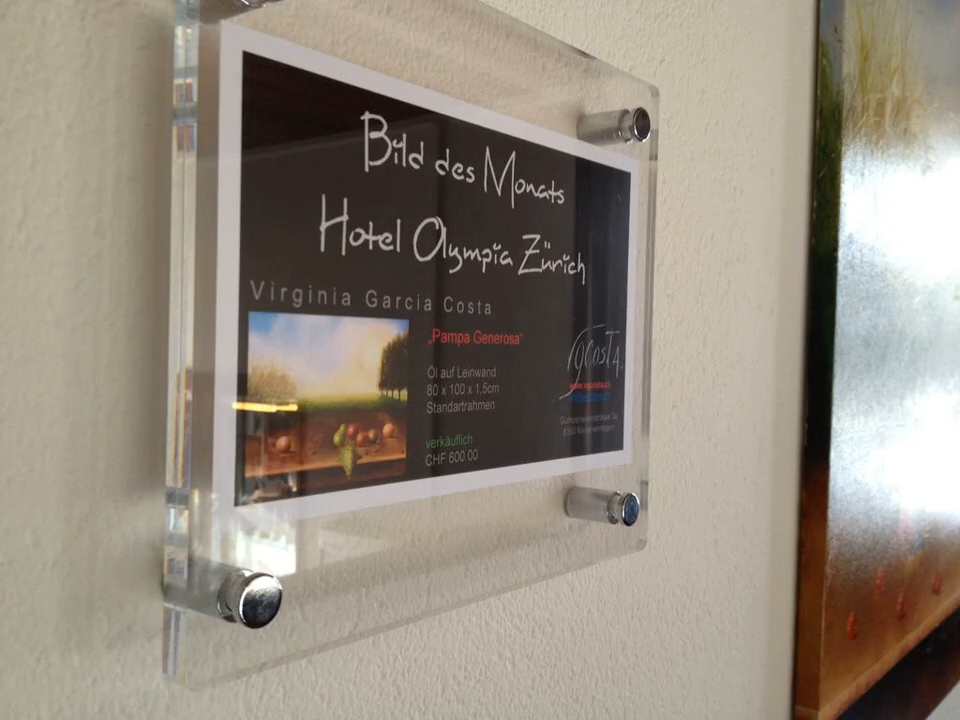 Bild des Monats
Hotel Olympia Zürich
Virginia Garcia Costa
„Pampa Generosa“
Öl auf Leinwand
80 x 100 x 1,5cm
Standartrahmen
verkäuflich
CHF 600.00
vgcosta.